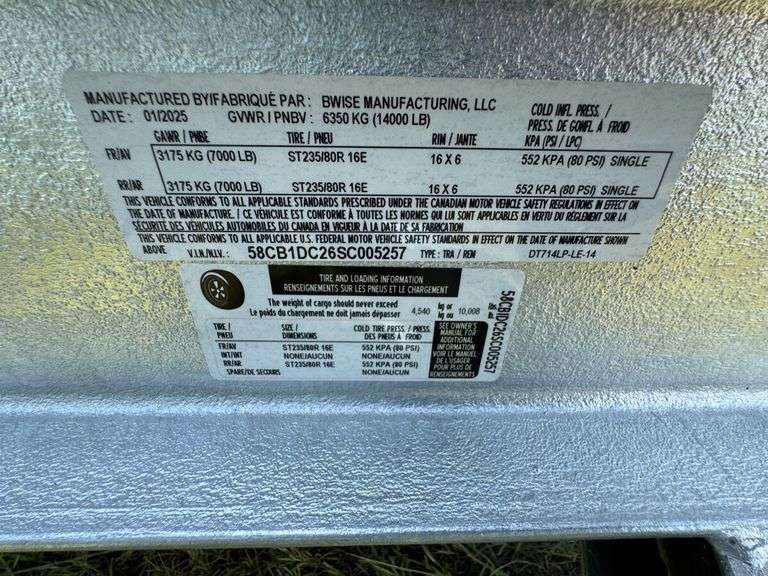 MANUFACTURED BY/FABRIQUÉ PAR : BWISE MANUFACTURING, LLC
DATE : 01/2025 GVWR / PNBV : 6350 KG (14000 LB)
COLD INFL. PRESS. /
PRESS. DE GONFL. À FROID
KPA (PSI / LPC)
GAWR / PNBE TIRE / PNEU RIM / JANTE
FR/AV 3175 KG (7000 LB) ST235/80R 16E 16 X 6 552 KPA (80 PSI) SINGLE
RR/AR 3175 KG (7000 LB) ST235/80R 16E 16 X 6 552 KPA (80 PSI) SINGLE
THIS VEHICLE CONFORMS TO ALL APPLICABLE STANDARDS PRESCRIBED UNDER THE CANADIAN MOTOR VEHICLE SAFETY REGULATIONS IN EFFECT ON
THE DATE OF MANUFACTURE. / CE VÉHICULE EST CONFORME À TOUTES LES NORMES QUI LUI SONT APPLICABLES EN VERTU DU RÈGLEMENT SUR LA
SÉCURITÉ DES VÉHICULES AUTOMOBILES DU CANADA EN VIGUEUR À LA DATE DE SA FABRICATION
THIS VEHICLE CONFORMS TO ALL APPLICABLE U.S. FEDERAL MOTOR VEHICLE SAFETY STANDARDS IN EFFECT ON THE DATE OF MANUFACTURE SHOWN
ABOVE
V.I.N./N.I.V.: 58CB1DC26SC005257 TYPE : TRA / REM DT714LP-LE-14
TIRE AND LOADING INFORMATION
RENSEIGNEMENTS SUR LES PNEUS ET LE CHARGEMENT
The weight of cargo should never exceed
Le poids du chargement ne doit jamais dépasser 4,540 kg or kg ou 10,008 lb
TIRE / PNEU SIZE / DIMENSIONS COLD TIRE PRESS./ PRESS. DES PNEUS À FROID
FR/AV ST235/80R 16E 552 KPA (80 PSI)
INT/INT NONE/AUCUN NONE/AUCUN
RR/AR ST235/80R 16E 552 KPA (80 PSI)
SPARE/DE SECOURS NONE/AUCUN
SEE OWNER'S
MANUAL FOR
ADDITIONAL
INFORMATION
VOIR LE MANUEL
DE L'USAGER
POUR PLUS DE
RENSEIGNEMENTS
58CB1DC26SC005257